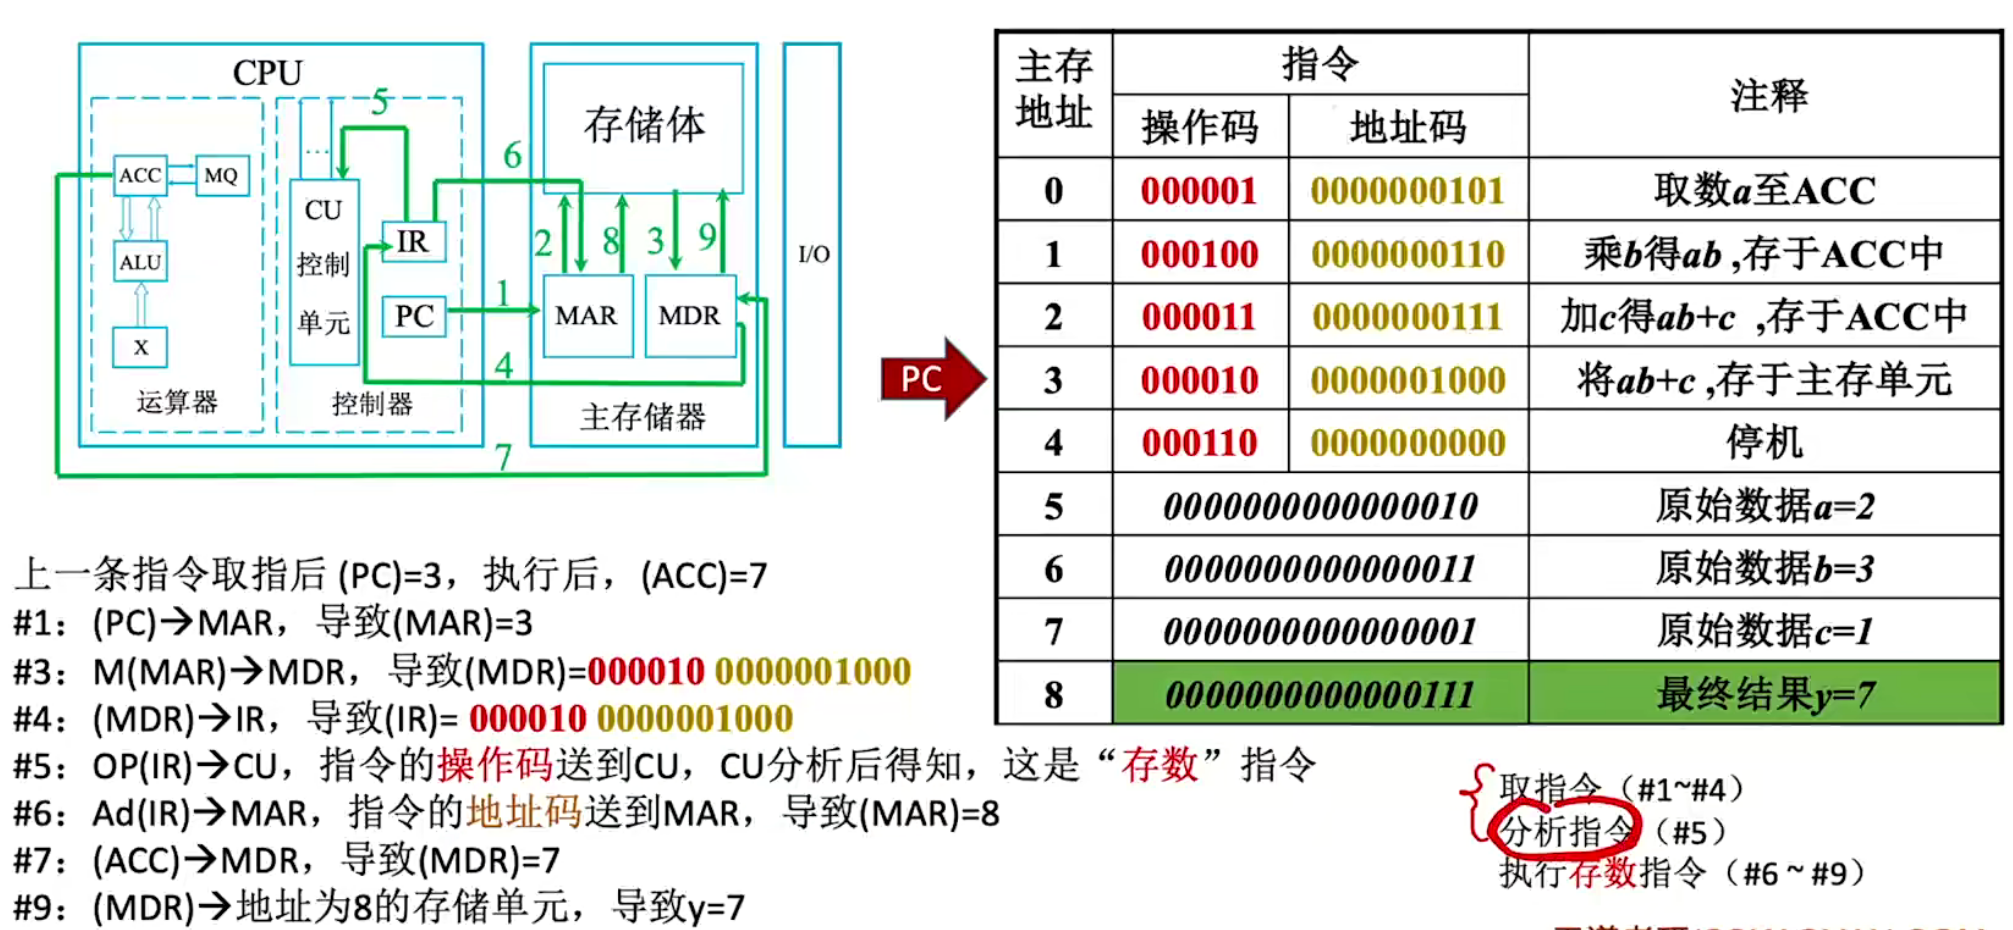 CPU
5
ACC
MQ
ALU
X
运算器
...
CU
控制
单元
IR
PC
控制器
6
1
4
7
存储体
2
8
3
9
MAR
MDR
主存储器
I/O
PC
主存地址 指令 注释
操作码 地址码
0 000001 0000000101 取数a至ACC
1 000100 0000000110 乘b得ab ,存于ACC中
2 000011 0000000111 加c得ab+c ,存于ACC中
3 000010 0000001000 将ab+c ,存于主存单元
4 000110 0000000000 停机
5 0000000000000010 原始数据a=2
6 0000000000000011 原始数据b=3
7 0000000000000001 原始数据c=1
8 0000000000000111 最终结果y=7
上一条指令取指后 (PC)=3，执行后，(ACC)=7
#1：(PC)→MAR，导致(MAR)=3
#3：M(MAR)→MDR，导致(MDR)=000010 0000001000
#4：(MDR)→IR，导致(IR)= 000010 0000001000
#5：OP(IR)→CU，指令的操作码送到CU，CU分析后得知，这是“存数”指令
#6：Ad(IR)→MAR，指令的地址码送到MAR，导致(MAR)=8
#7：(ACC)→MDR，导致(MDR)=7
#9：(MDR)→地址为8的存储单元，导致y=7
取指令（#1~#4）
分析指令（#5）
执行存数指令（#6 ~ #9）